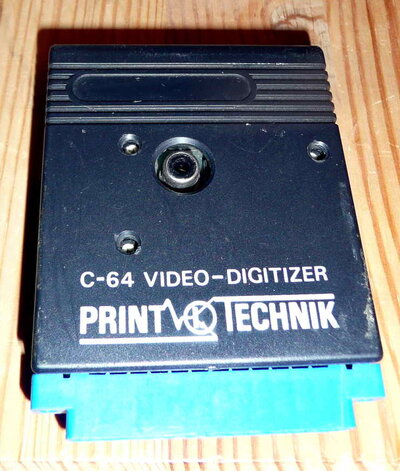 C-64 VIDEO-DIGITIZER
PRINT TECHNIK